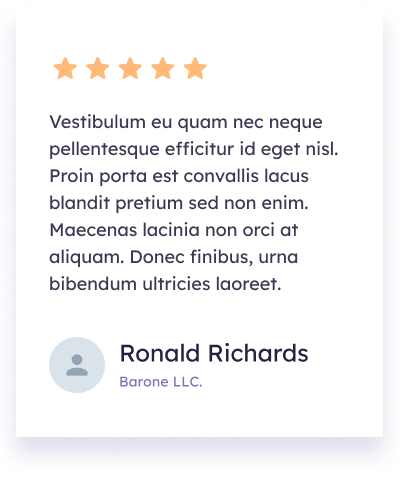 Vestibulum eu quam nec neque
pellentesque efficitur id eget nisl.
Proin porta est convallis lacus
blandit pretium sed non enim.
Maecenas lacinia non orci at
aliquam. Donec finibus, urna
bibendum ultricies laoreet.
Ronald Richards
Barone LLC.